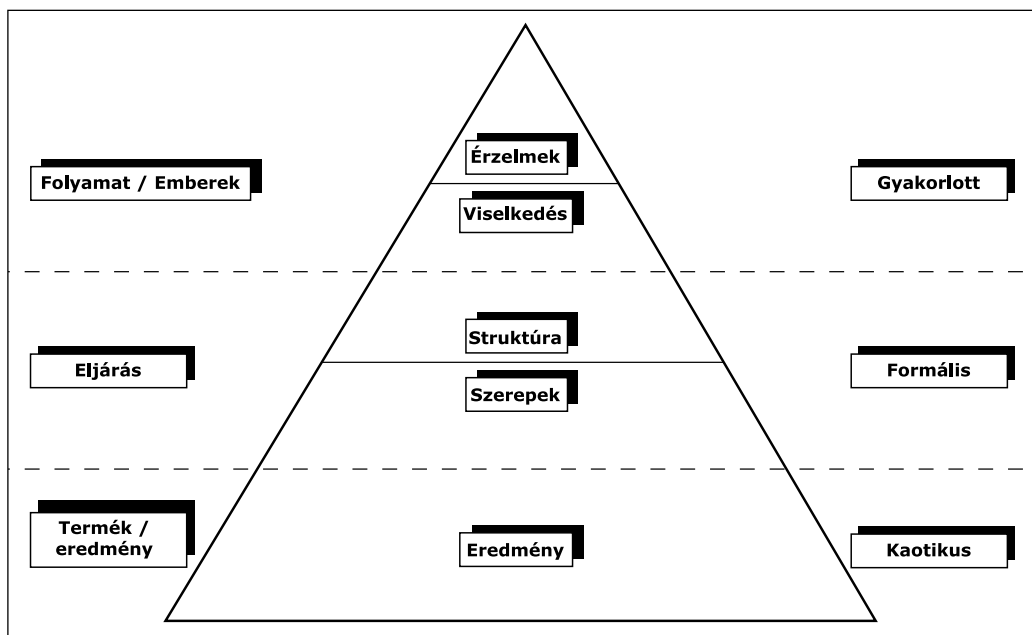 Érzelmek
Folyamat / Emberek
Gyakorlott
Viselkedés
Struktúra
Eljárás
Formális
Szerepek
Termék /
eredmény
Eredmény
Kaotikus